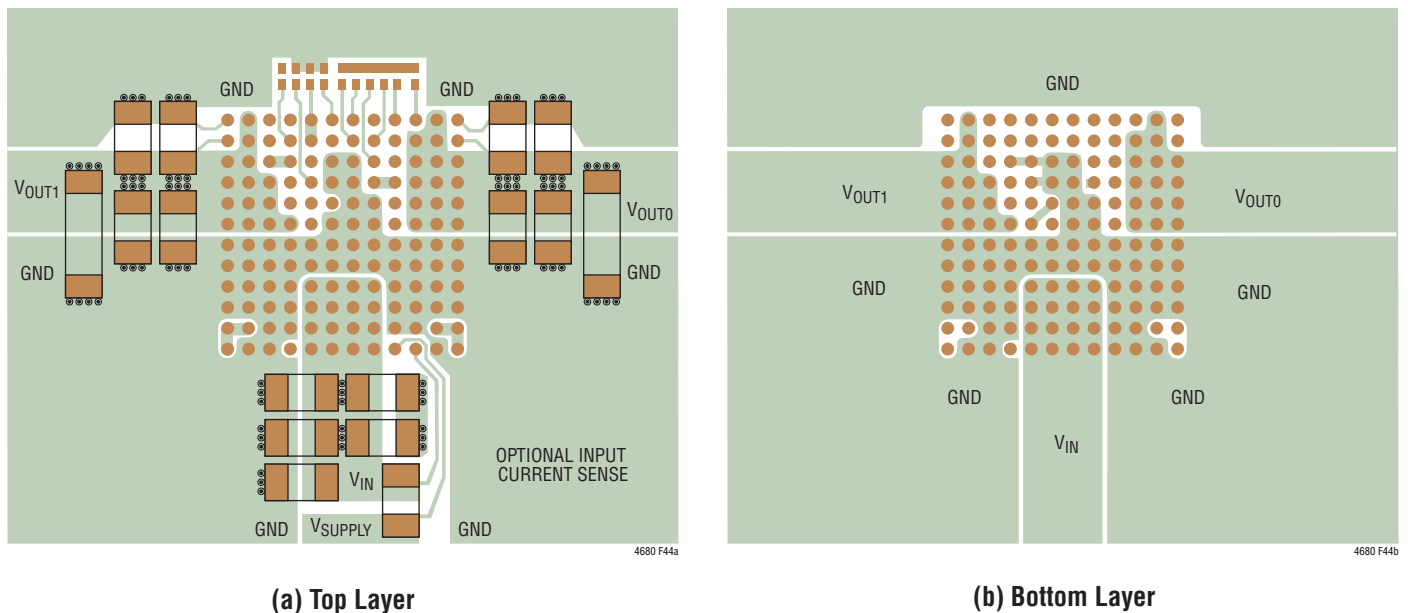 GND
GND
VOUT1
VOUT0
GND
GND
OPTIONAL INPUT
CURRENT SENSE
VIN
GND
VSUPPLY
GND
4680 F44a
(a) Top Layer
GND
VOUT1
VOUT0
GND
GND
GND
GND
VIN
4680 F44b
(b) Bottom Layer